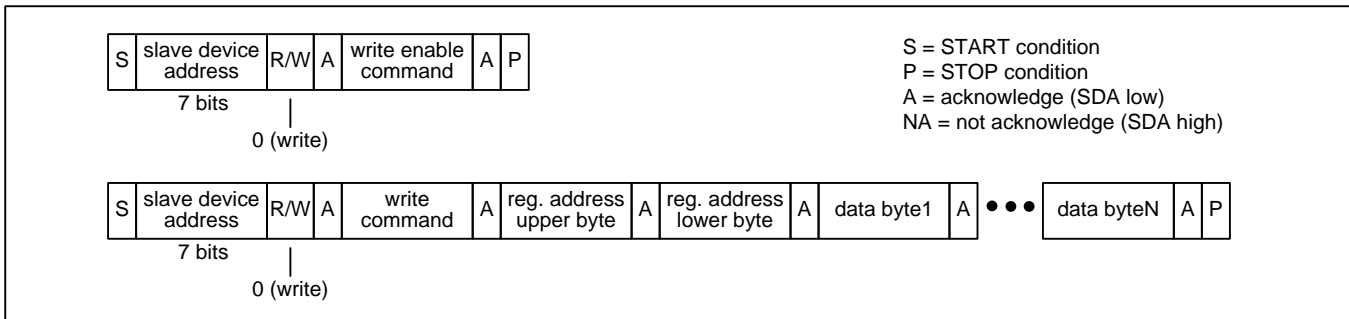 S slave device address R/W A write enable command A P
7 bits
0 (write)
S = START condition
P = STOP condition
A = acknowledge (SDA low)
NA = not acknowledge (SDA high)
S slave device address R/W A write command A reg. address upper byte A reg. address lower byte A data byte1 A ••• data byteN A P
7 bits
0 (write)